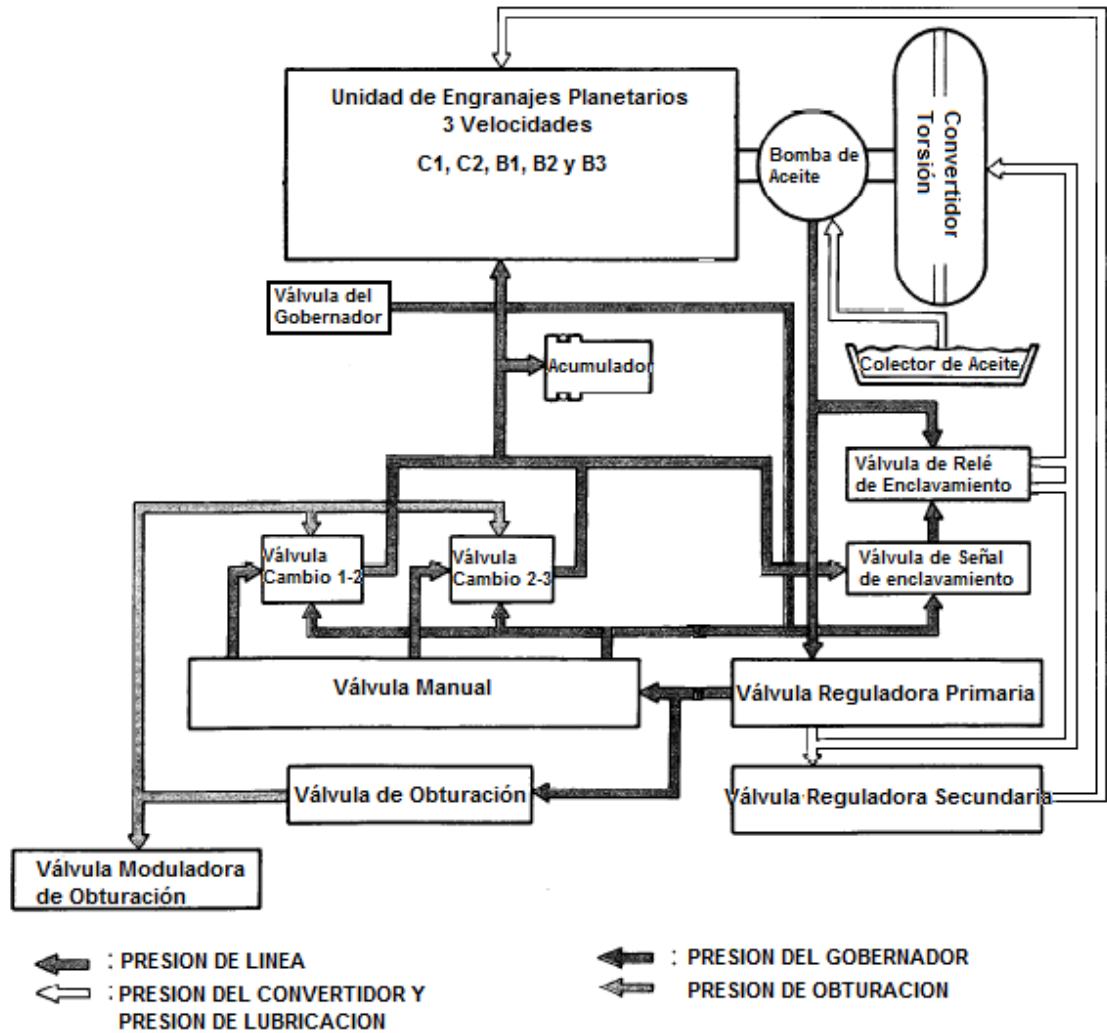 Unidad de Engranajes Planetarios
3 Velocidades
C1, C2, B1, B2 y B3
Bomba de
Aceite
Convertidor
Torsión
Válvula del
Gobernador
Acumulador
Colector de Aceite
Válvula de Relé
de Enclavamiento
Válvula
Cambio 1-2
Válvula
Cambio 2-3
Válvula de Señal
de enclavamiento
Válvula Manual
Válvula Reguladora Primaria
Válvula de Obturación
Válvula Reguladora Secundaria
Válvula Moduladora
de Obturación
: PRESION DE LINEA
: PRESION DEL CONVERTIDOR Y
PRESION DE LUBRICACION
: PRESION DEL GOBERNADOR
PRESION DE OBTURACION